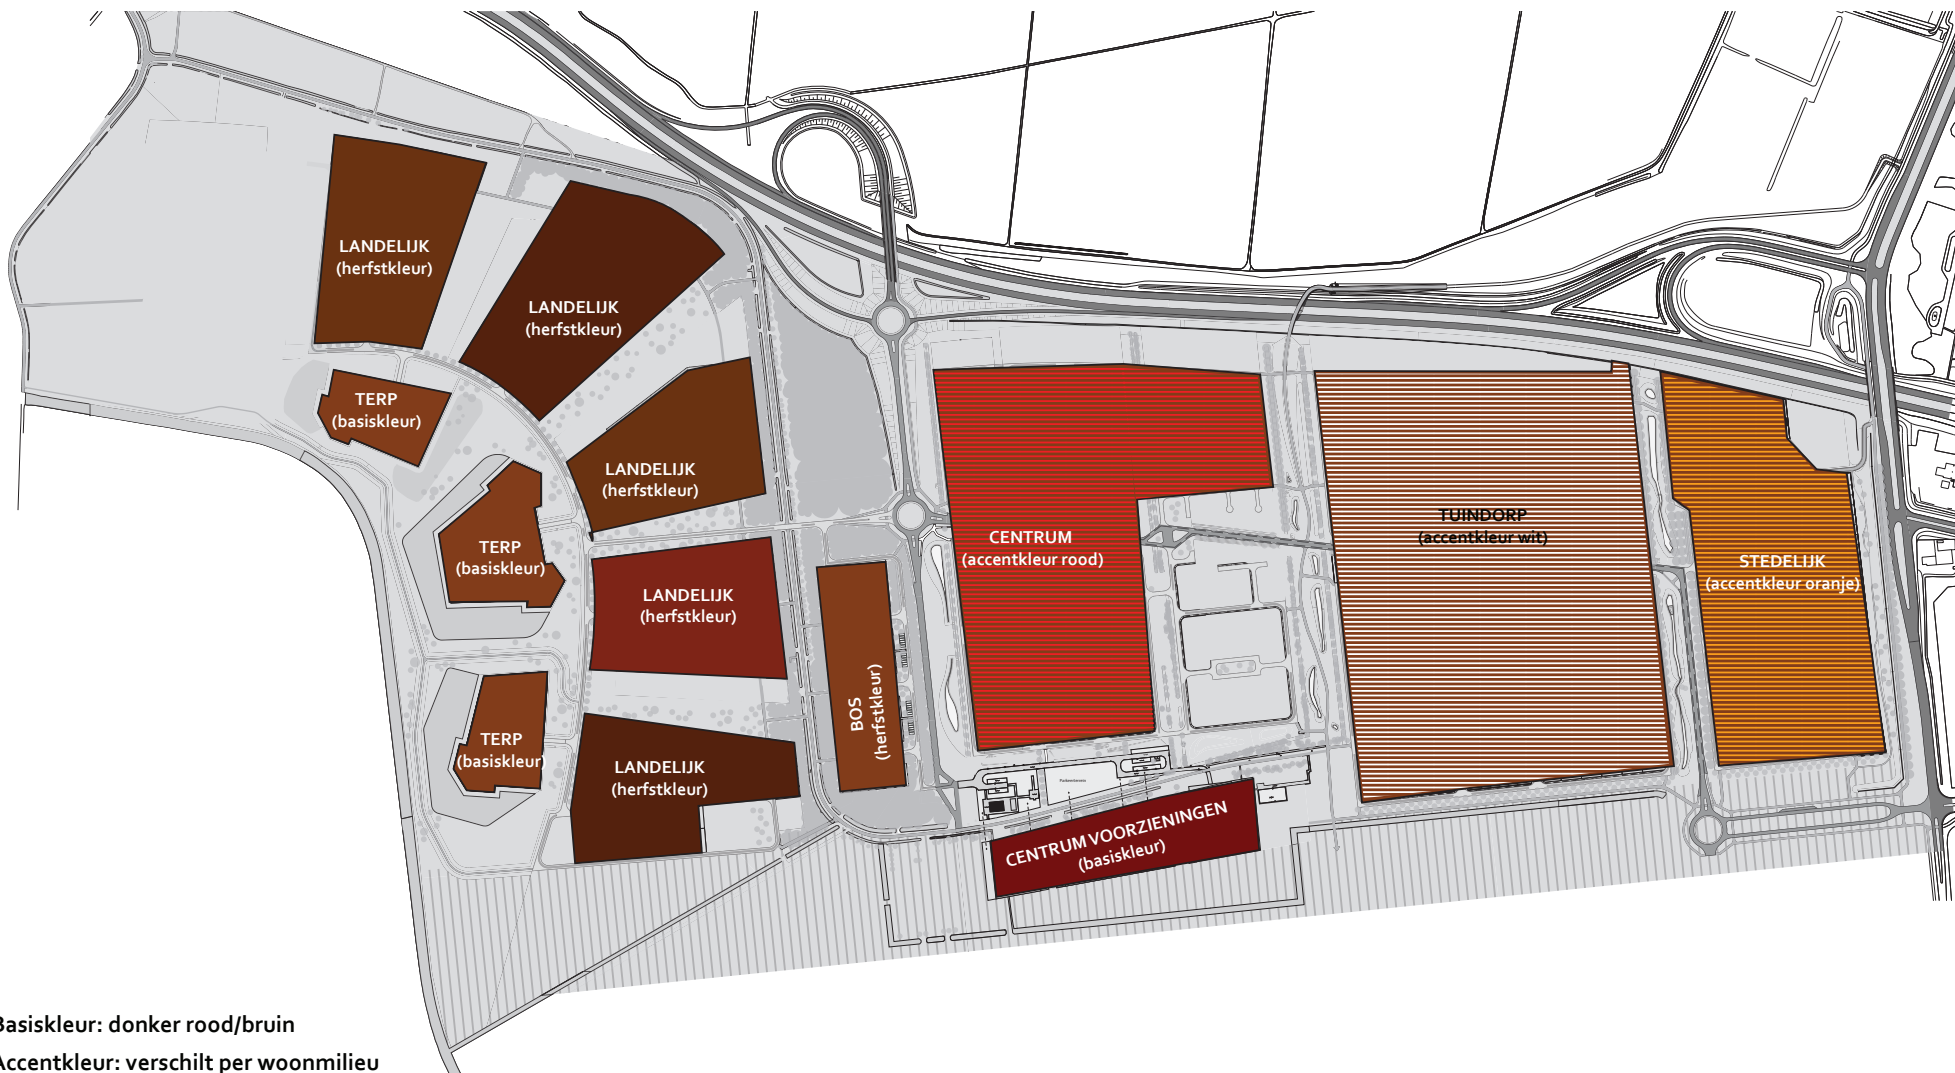 LANDELIJK
(herfstkleur)
LANDELIJK
(herfstkleur)
TERP
(basiskleur)
LANDELIJK
(herfstkleur)
TERP
(basiskleur)
LANDELIJK
(herfstkleur)
TERP
(basiskleur)
LANDELIJK
(herfstkleur)
BOS
(herfstkleur)
CENTRUM
(accentkleur rood)
TUINDORP
(accentkleur wit)
STEDELIJK
(accentkleur oranje)
CENTRUM VOORZIENINGEN
(basiskleur)
Basiskleur: donker rood/bruin
Accentkleur: verschilt per woonmilieu